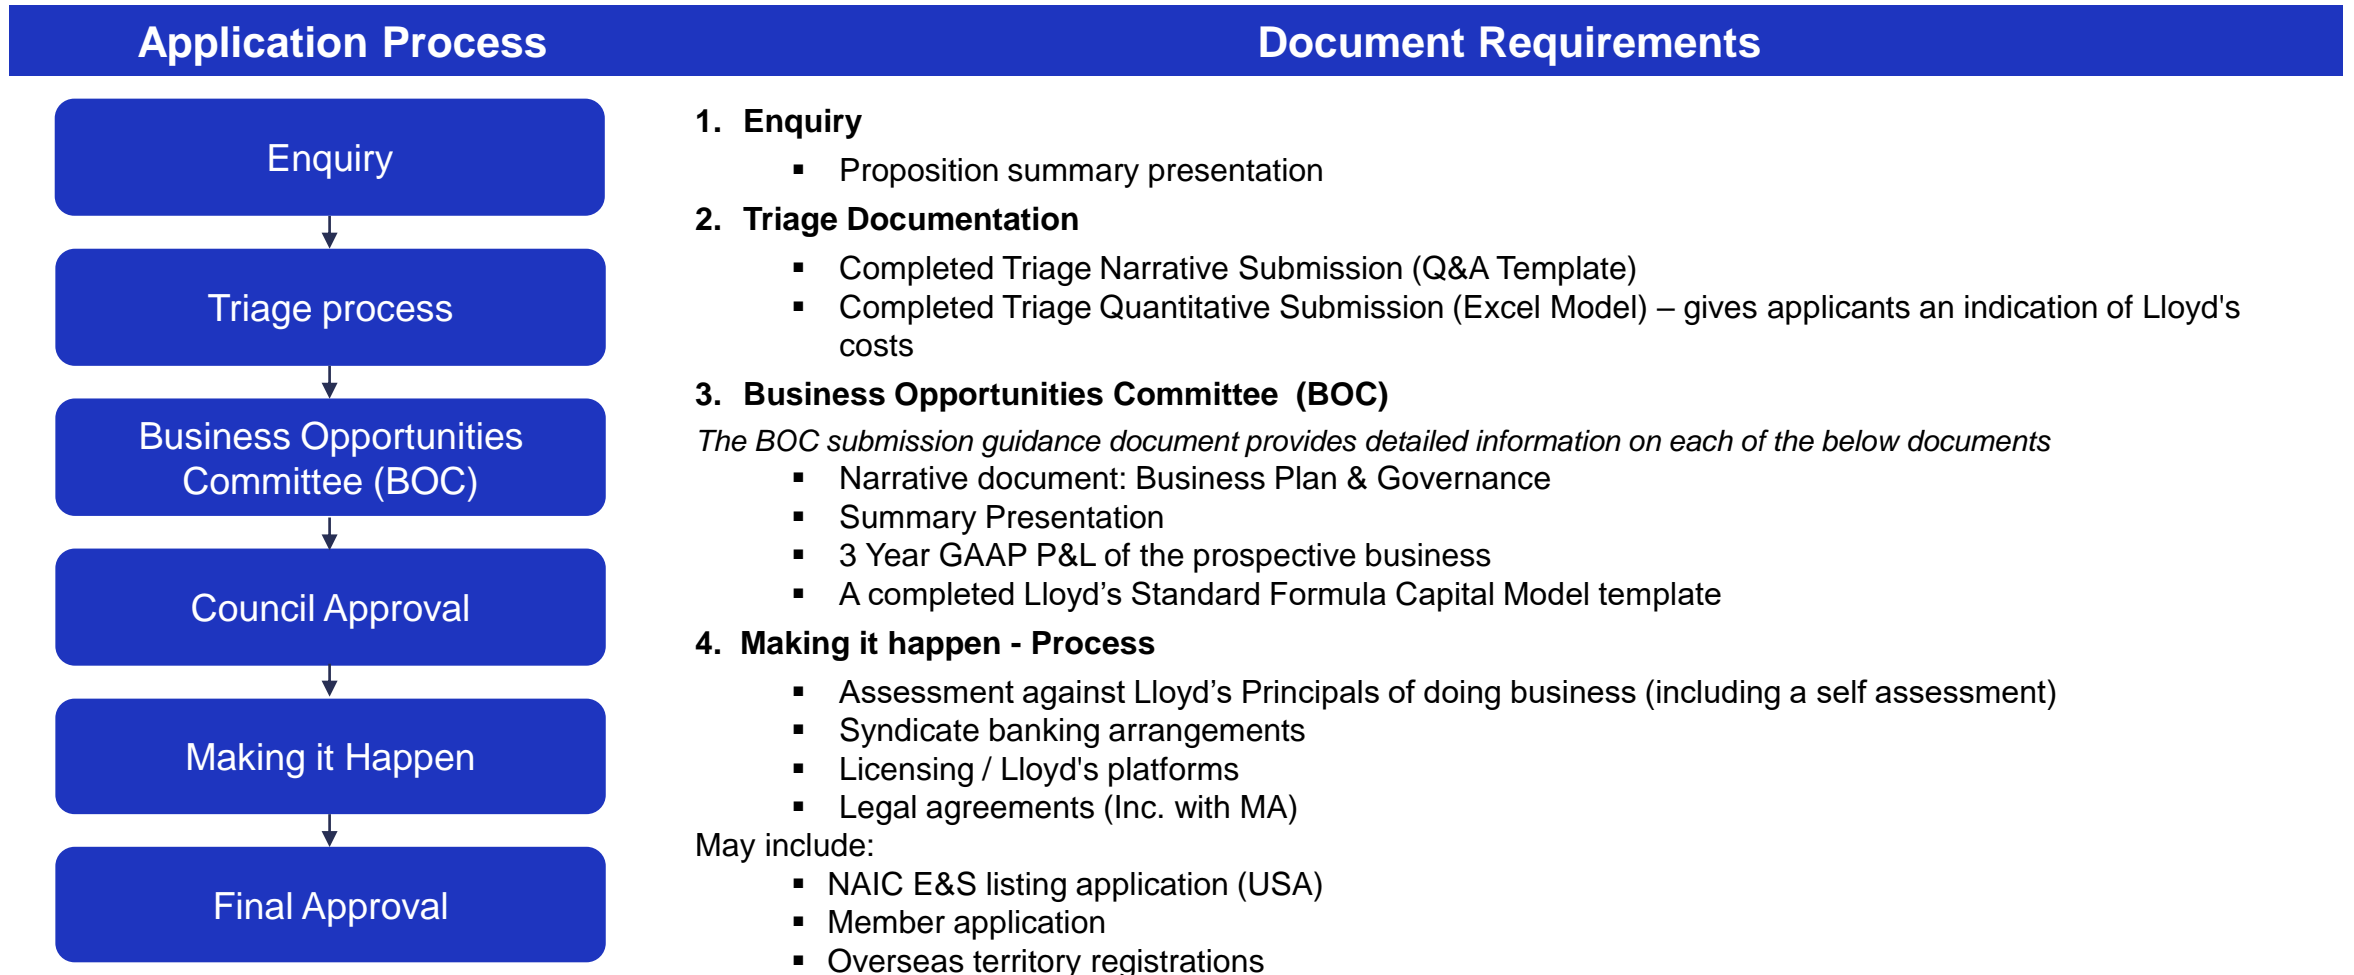 Application Process
Document Requirements
Enquiry
Triage process
Business Opportunities
Committee (BOC)
Council Approval
Making it Happen
Final Approval
1. Enquiry
▪ Proposition summary presentation
2. Triage Documentation
▪ Completed Triage Narrative Submission (Q&A Template)
▪ Completed Triage Quantitative Submission (Excel Model) – gives applicants an indication of Lloyd's
costs
3. Business Opportunities Committee (BOC)
The BOC submission guidance document provides detailed information on each of the below documents
▪ Narrative document: Business Plan & Governance
▪ Summary Presentation
▪ 3 Year GAAP P&L of the prospective business
▪ A completed Lloyd’s Standard Formula Capital Model template
4. Making it happen - Process
▪ Assessment against Lloyd’s Principals of doing business (including a self assessment)
▪ Syndicate banking arrangements
▪ Licensing / Lloyd's platforms
▪ Legal agreements (Inc. with MA)
May include:
▪ NAIC E&S listing application (USA)
▪ Member application
▪ Overseas territory registrations